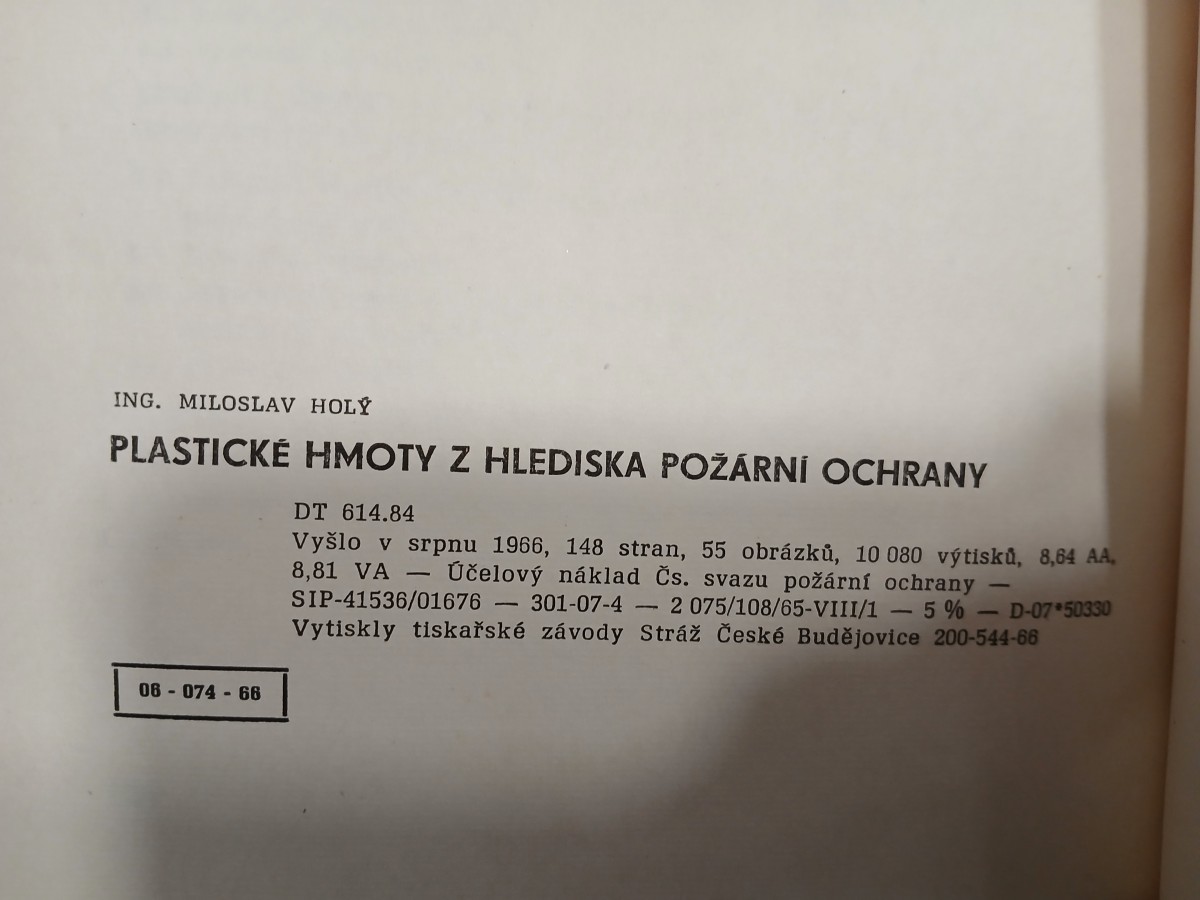 ING. MILOSLAV HOLÝ
PLASTICKÉ HMOTY Z HLEDISKA POŽÁRNÍ OCHRANY
DT 614.84
Vyšlo v srpnu 1966, 148 stran, 55 obrázků, 10 080 výtisků, 8,64 AA,
8,81 VA — Účelový náklad Čs. svazu požární ochrany —
SIP-41536/01676 — 301-07-4 — 2 075/108/65-VIII/1 — 5 % — D-07*50330
Vytiskly tiskařské závody Stráž České Budějovice 200-544-66
06 - 074 - 66